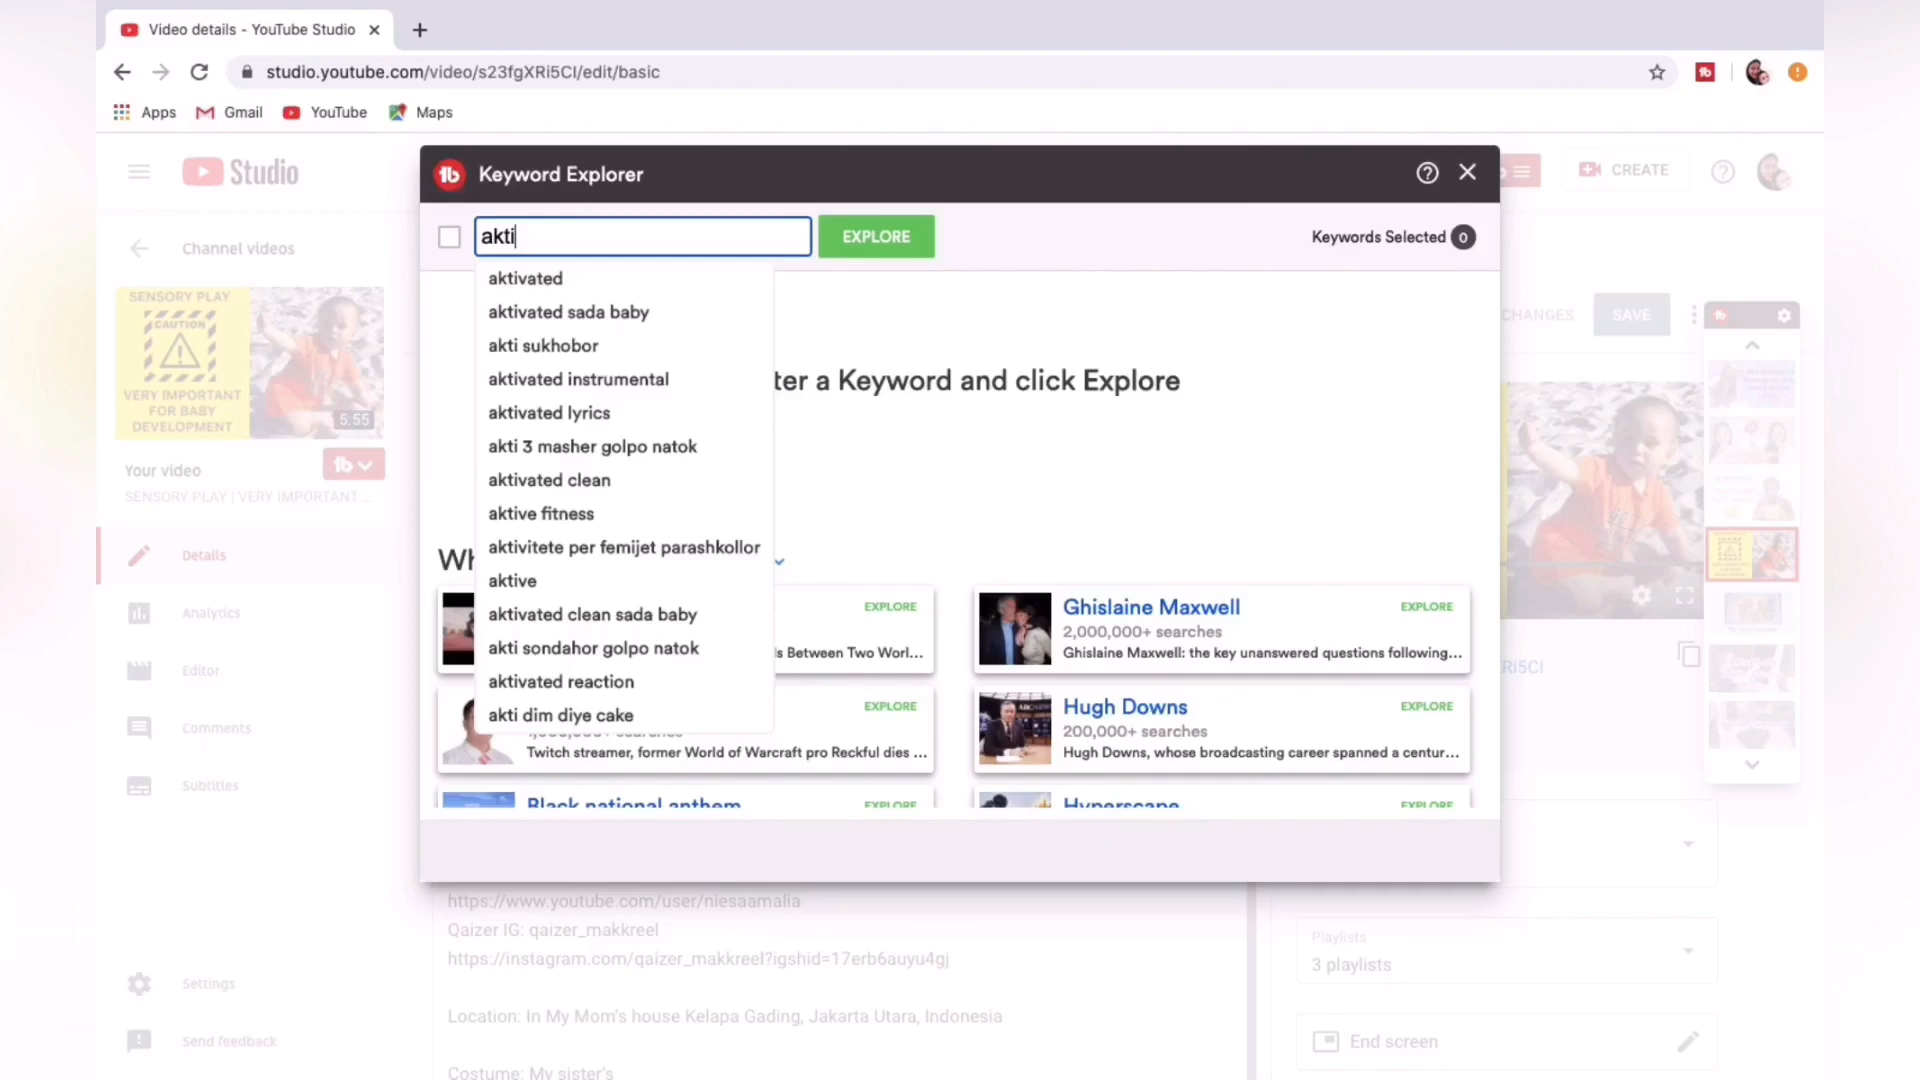 Video details - YouTube Studio
studio.youtube.com/video/s23fgXRi5CI/edit/basic
Apps
Gmail
YouTube
Maps
Studio
Keyword Explorer
CREATE
Channel videos
akti
EXPLORE
Keywords Selected 0
SENSORY PLAY
CAUTION
VERY IMPORTANT
FOR BABY
DEVELOPMENT
5:55
aktivated
aktivated sada baby
akti sukhobor
aktivated instrumental
aktivated lyrics
akti 3 masher golpo natok
aktivated clean
aktive fitness
aktivitete per femijet parashkollor
aktive
aktivated clean sada baby
akti sondahor golpo natok
aktivated reaction
akti dim diye cake
ter a Keyword and click Explore
CHANGES
SAVE
Your video
SENSORY PLAY | VERY IMPORTANT ...
Details
Analytics
Editor
Comments
Subtitles
Settings
Send feedback
EXPLORE
s Between Two Worl...
Ghislaine Maxwell
EXPLORE
2,000,000+ searches
Ghislaine Maxwell: the key unanswered questions following...
EXPLORE
Twitch streamer, former World of Warcraft pro Reckful dies ...
Hugh Downs
EXPLORE
200,000+ searches
Hugh Downs, whose broadcasting career spanned a centur...
Black national anthem
EXPLORE
Hyperscape
EXPLORE
Ri5CI
https://www.youtube.com/user/niesaamalia
Qaizer IG: qaizer_makkreel
https://instagram.com/qaizer_makkreel?igshid=17erb6auyu4gj
Location: In My Mom's house Kelapa Gading, Jakarta Utara, Indonesia
Costume: My sister's
Playlists
3 playlists
End screen